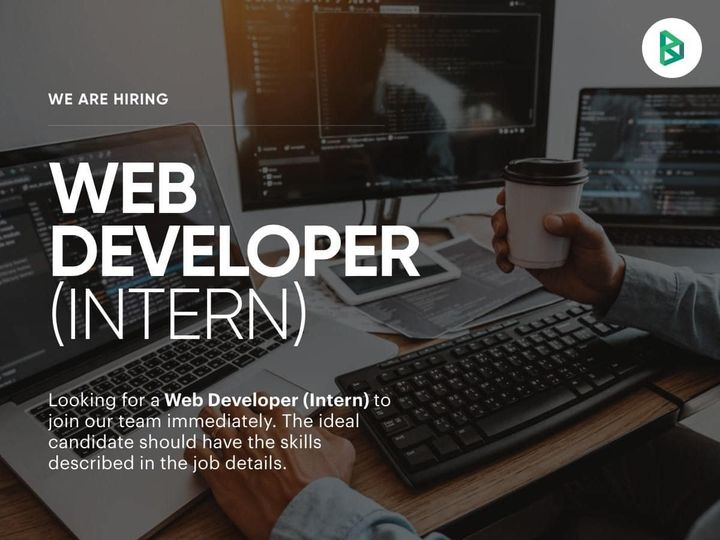 WE ARE HIRING
WEB
DEVELOPER
(INTERN)
Looking for a Web Developer (Intern) to
join our team immediately. The ideal
candidate should have the skills
described in the job details.